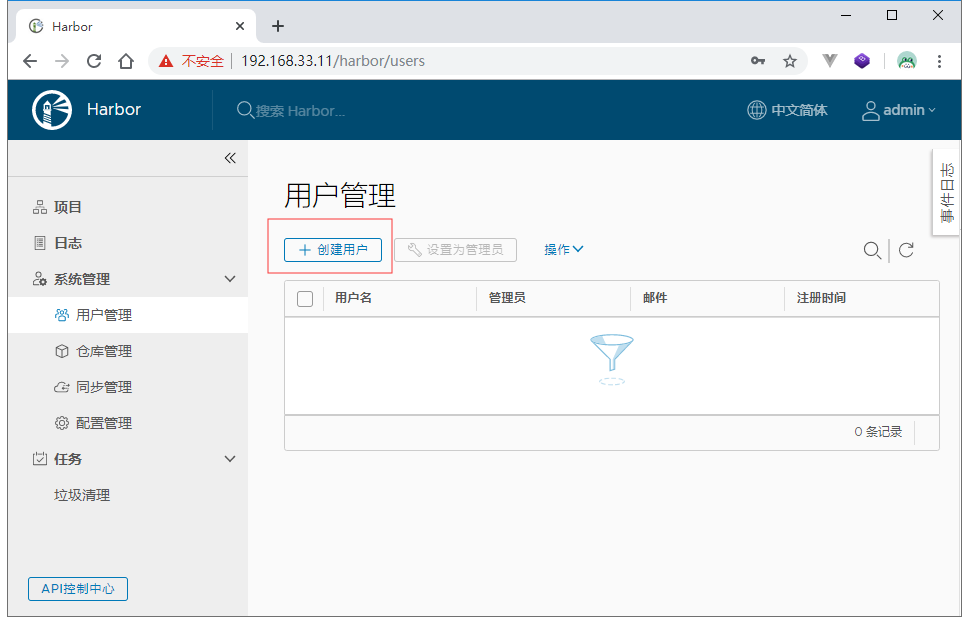 Harbor
不安全 192.168.33.11/harbor/users
Harbor 搜索 Harbor... 中文简体 admin
事件日志
项目
日志
系统管理
用户管理
仓库管理
同步管理
配置管理
任务
垃圾清理
API控制中心
用户管理
创建用户 设置为管理员 操作
用户名 管理员 邮件 注册时间
0 条记录